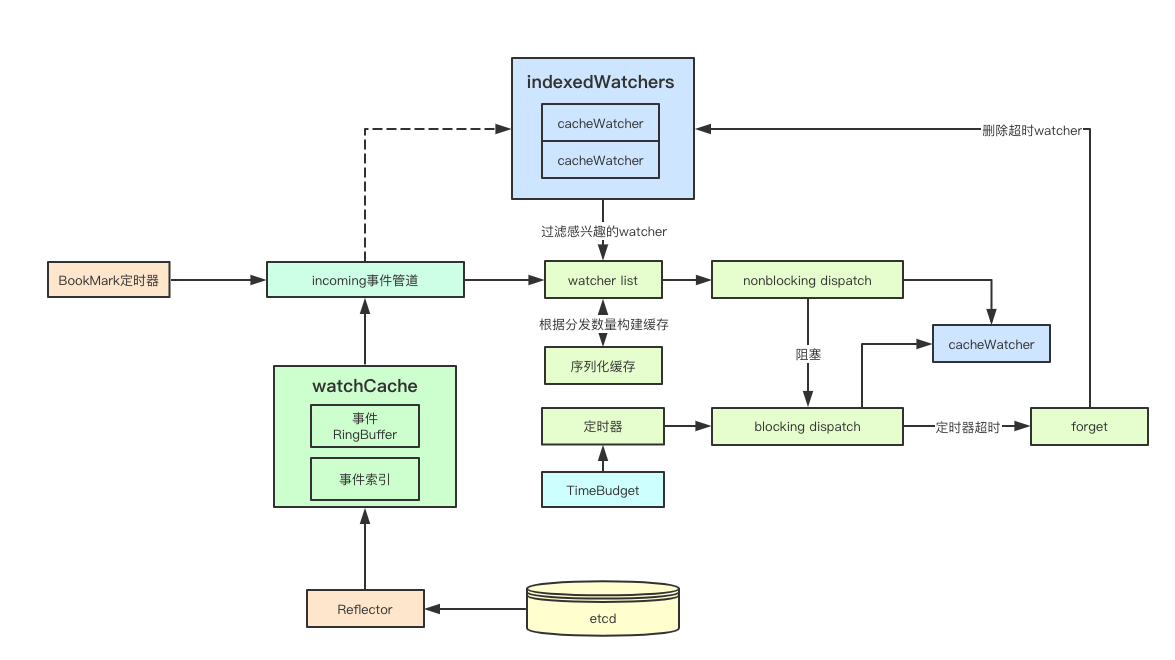 indexedWatchers
cacheWatcher
cacheWatcher
删除超时watcher
过滤感兴趣的watcher
BookMark定时器
incoming事件管道
watcher list
nonblocking dispatch
根据分发数量构建缓存
序列化缓存
阻塞
cacheWatcher
watchCache
事件
RingBuffer
事件索引
定时器
blocking dispatch
定时器超时
forget
TimeBudget
Reflector
etcd